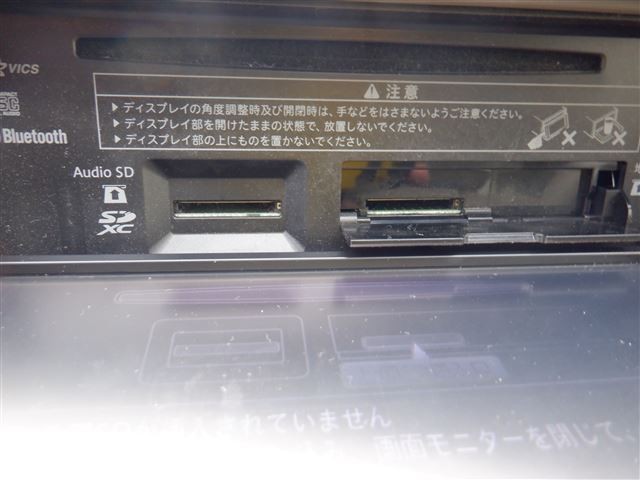 VICS
Bluetooth
注意
ディスプレイの角度調整時及び開閉時は、手などをはさまないようご注意ください。
ディスプレイ部を開けたままの状態で、放置しないでください。
ディスプレイ部の上にものを置かないでください。
Audio SD
SD
XC
されていません
画面モニターを閉じて、